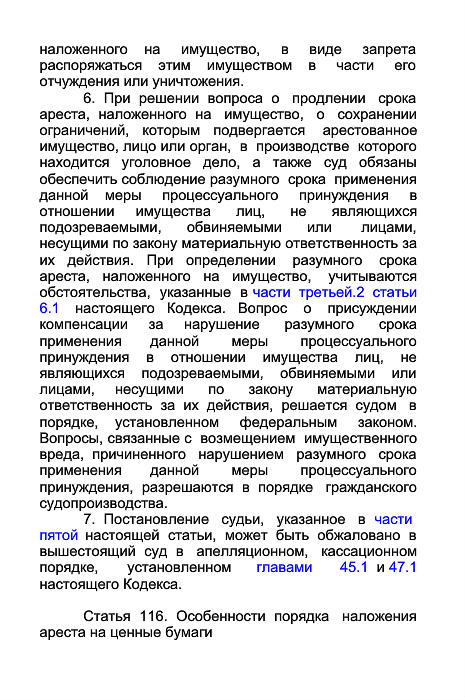 наложенного на имущество, в виде запрета
распоряжаться этим имуществом в части его
отчуждения или уничтожения.
6. При решении вопроса о продлении срока
ареста, наложенного на имущество, о сохранении
ограничений, которым подвергается арестованное
имущество, лицо или орган, в производстве которого
находится уголовное дело, а также суд обязаны
обеспечить соблюдение разумного срока применения
данной меры процессуального принуждения в
отношении имущества лиц, не являющихся
подозреваемыми, обвиняемыми или лицами,
несущими по закону материальную ответственность за
их действия. При определении разумного срока
ареста, наложенного на имущество, учитываются
обстоятельства, указанные в части третьей.2 статьи
6.1 настоящего Кодекса. Вопрос о присуждении
компенсации за нарушение разумного срока
применения данной меры процессуального
принуждения в отношении имущества лиц, не
являющихся подозреваемыми, обвиняемыми или
лицами, несущими по закону материальную
ответственность за их действия, решается судом в
порядке, установленном федеральным законом.
Вопросы, связанные с возмещением имущественного
вреда, причиненного нарушением разумного срока
применения данной меры процессуального
принуждения, разрешаются в порядке гражданского
судопроизводства.
7. Постановление судьи, указанное в части
пятой настоящей статьи, может быть обжаловано в
вышестоящий суд в апелляционном, кассационном
порядке, установленном главами 45.1 и 47.1
настоящего Кодекса.
Статья 116. Особенности порядка наложения
ареста на ценные бумаги